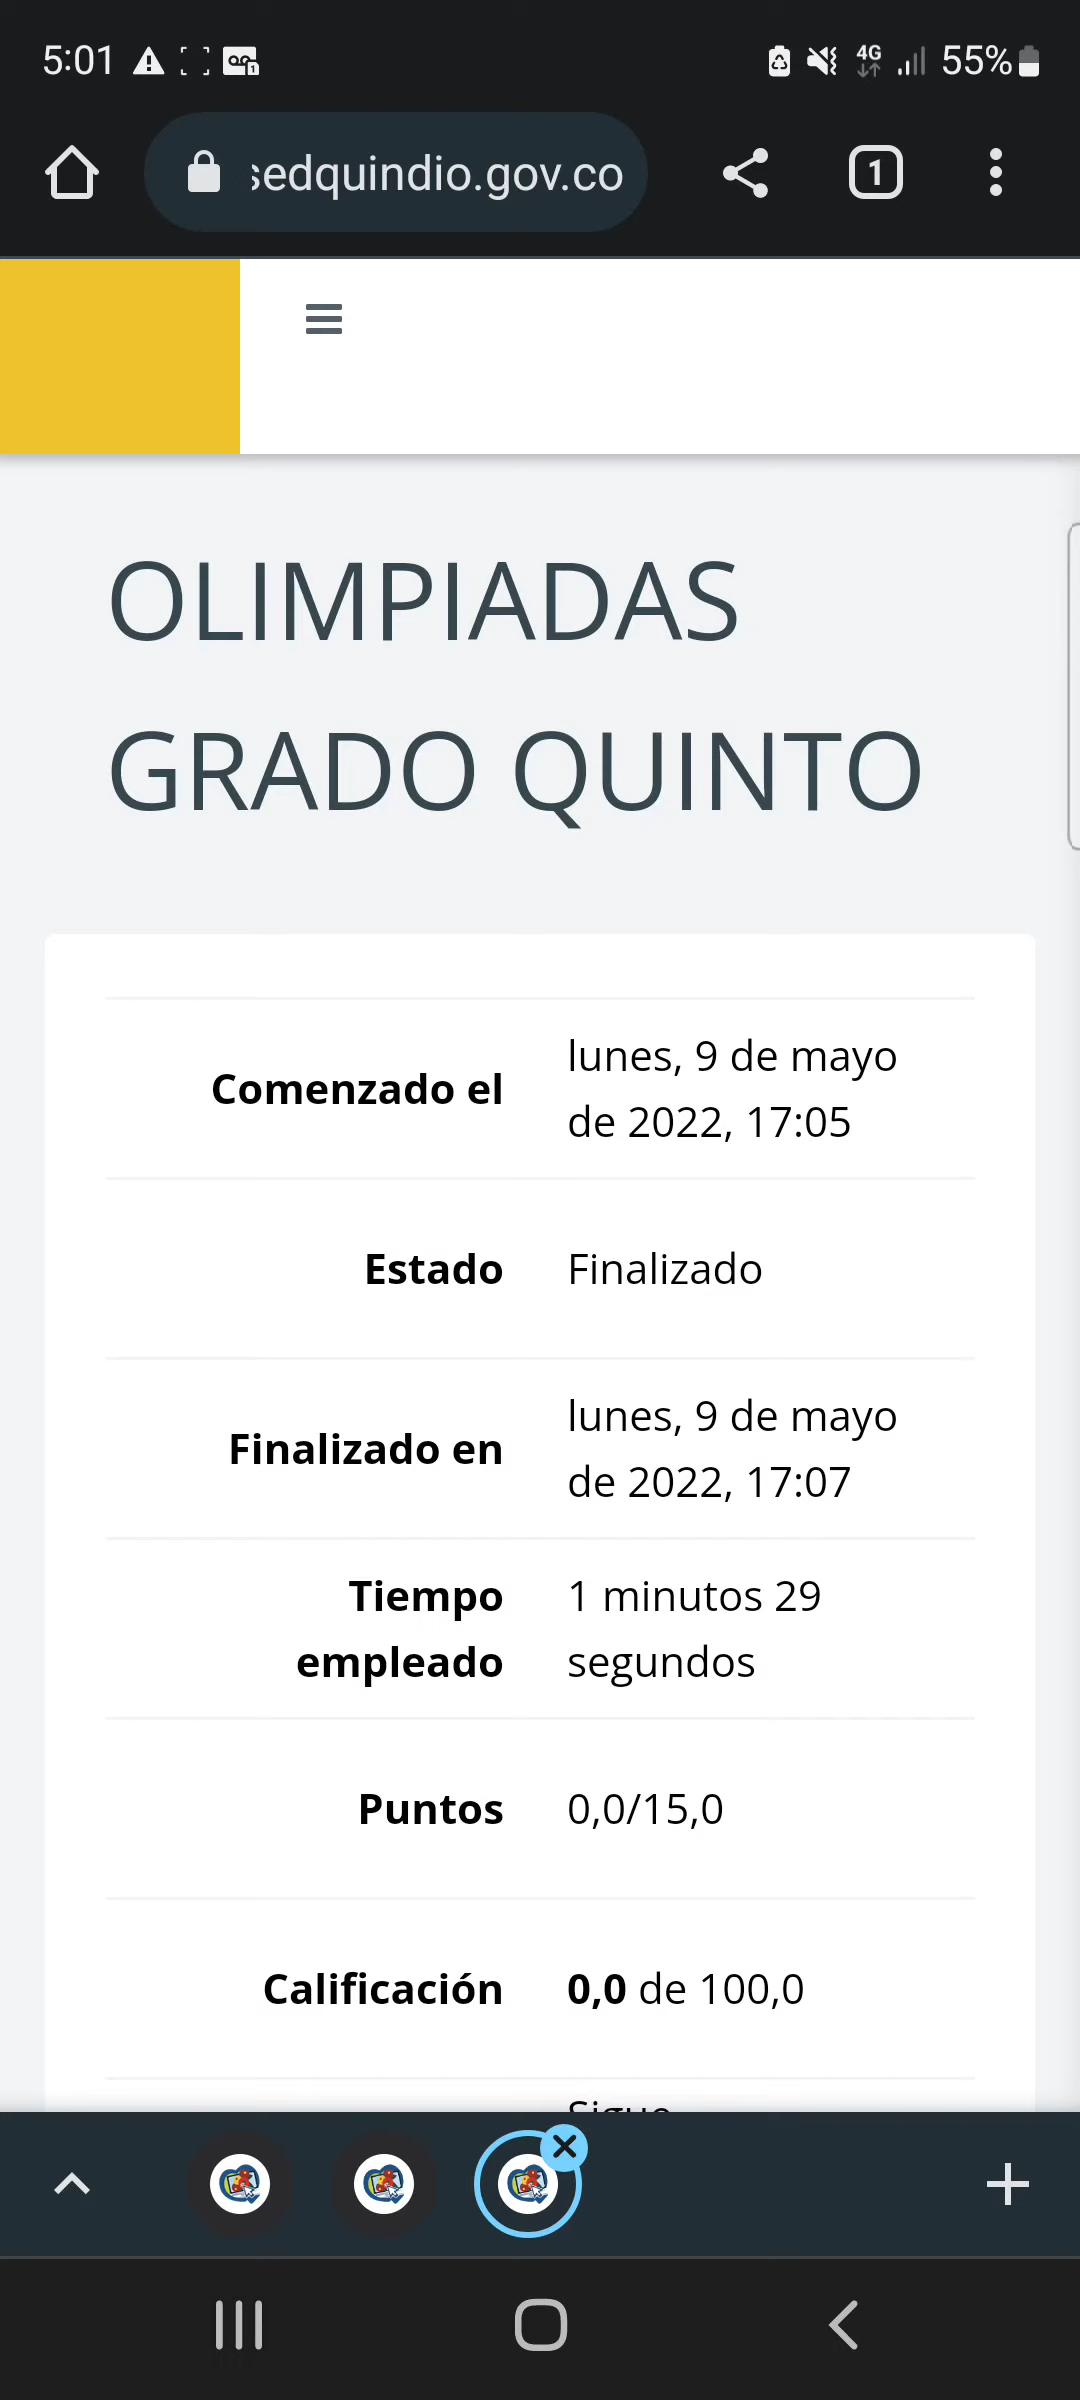 5:01
4G
55%
sedquindio.gov.co
1
OLIMPIADAS
GRADO QUINTO
Comenzado el
lunes, 9 de mayo
de 2022, 17:05
Estado
Finalizado
Finalizado en
lunes, 9 de mayo
de 2022, 17:07
Tiempo
empleado
1 minutos 29
segundos
Puntos
0,0/15,0
Calificación
0,0 de 100,0
Sigue